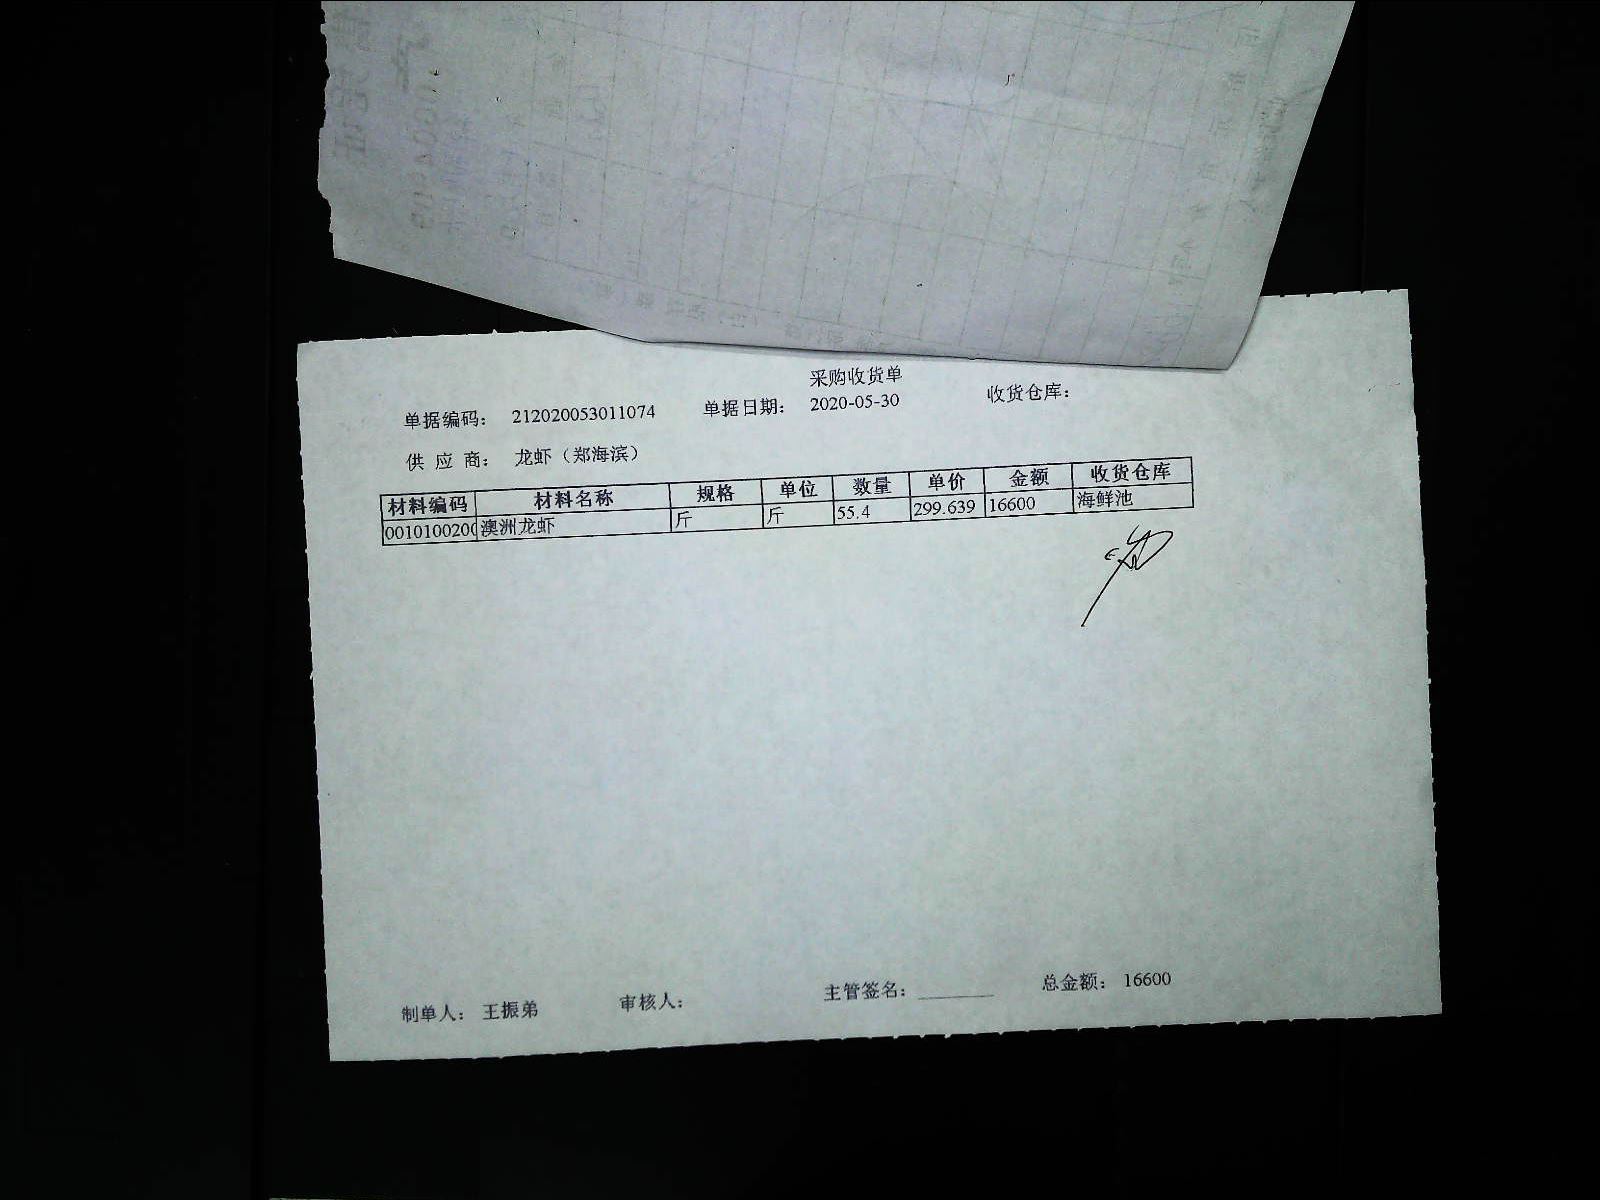 采购收货单
单据编码： 212020053011074 单据日期： 2020-05-30 收货仓库：
供 应 商： 龙虾（郑海滨）
材料编码 材料名称 规格 单位 数量 单价 金额 收货仓库
0010100200 澳洲龙虾 斤 斤 55.4 299.639 16600 海鲜池
制单人： 王振弟 审核人： 主管签名： 总金额： 16600